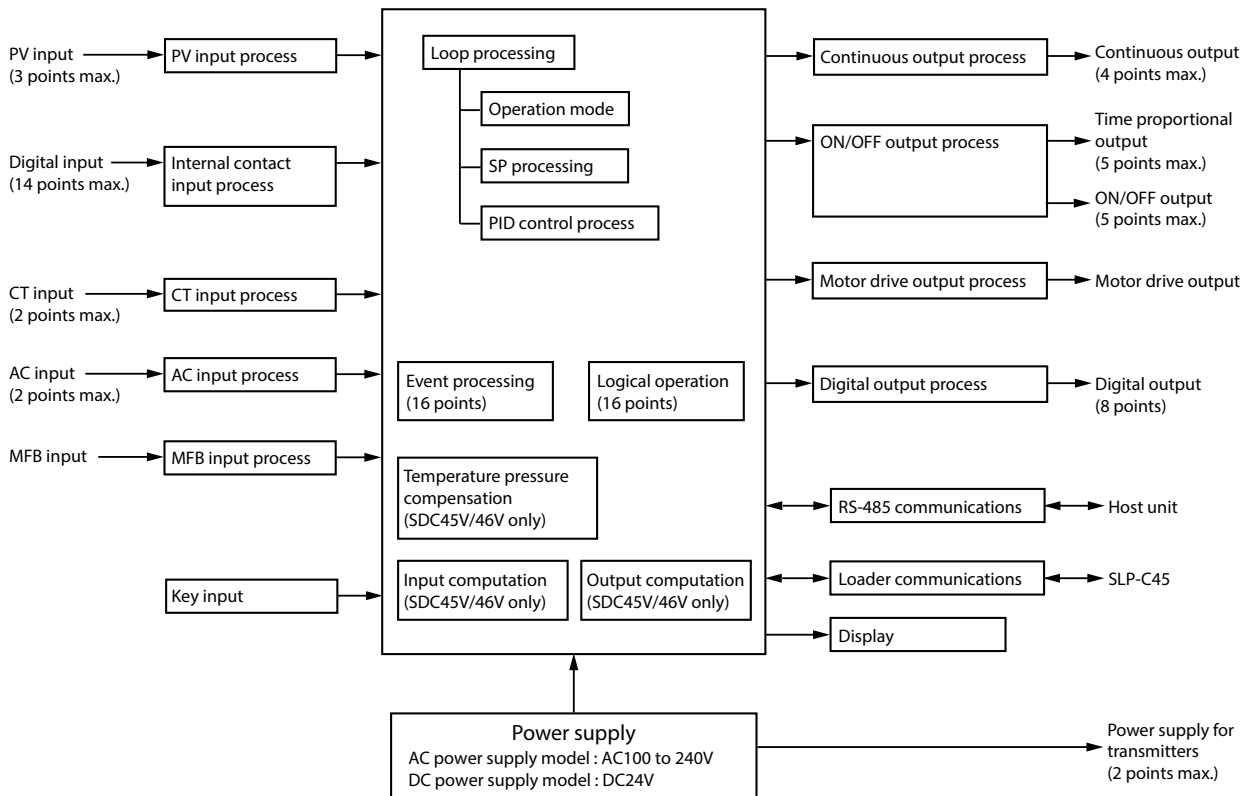 PV input
(3 points max.)
PV input process
Digital input
(14 points max.)
Internal contact
input process
CT input
(2 points max.)
CT input process
AC input
(2 points max.)
AC input process
MFB input
MFB input process
Key input
Loop processing
Operation mode
SP processing
PID control process
Event processing
(16 points)
Logical operation
(16 points)
Temperature pressure
compensation
(SDC45V/46V only)
Input computation
(SDC45V/46V only)
Output computation
(SDC45V/46V only)
Continuous output process
Continuous output
(4 points max.)
ON/OFF output process
Time proportional
output
(5 points max.)
ON/OFF output
(5 points max.)
Motor drive output process
Motor drive output
Digital output process
Digital output
(8 points)
RS-485 communications
Host unit
Loader communications
SLP-C45
Display
Power supply
AC power supply model : AC100 to 240V
DC power supply model : DC24V
Power supply for
transmitters
(2 points max.)